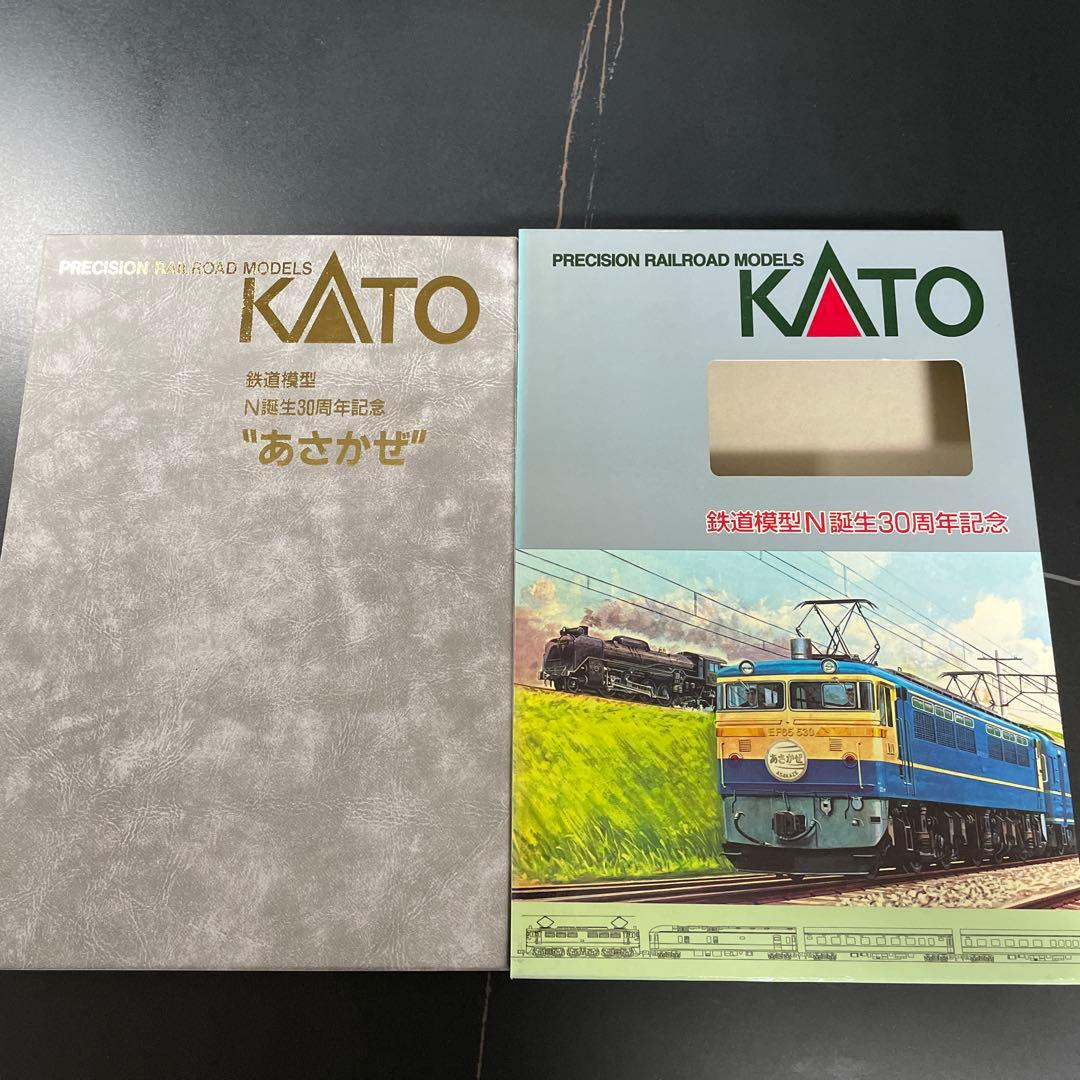 PRECISION RAILROAD MODELS
KATO
鉄道模型
N誕生30周年記念
"あさかぜ"
PRECISION RAILROAD MODELS
KATO
鉄道模型N誕生30周年記念
EF65 530
あさかぜ
ASAKAZE